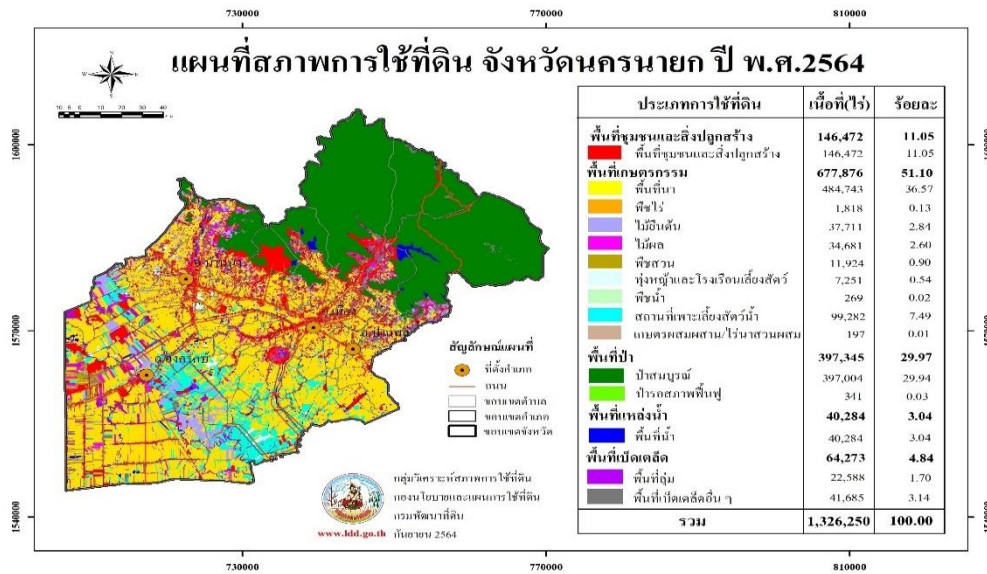 730000 770000 810000
แผนที่สภาพการใช้ที่ดิน จังหวัดนครนายก ปี พ.ศ.2564
1600000
1570000
1540000
ประเภทการใช้ที่ดิน เนื้อที่(ไร่) ร้อยละ
พื้นที่ชุมชนและสิ่งปลูกสร้าง 146,472 11.05
พื้นที่ชุมชนและสิ่งปลูกสร้าง 146,472 11.05
พื้นที่เกษตรกรรม 677,876 51.10
พื้นที่นา 484,743 36.57
พืชไร่ 1,818 0.13
ไม้ยืนต้น 37,711 2.84
ไม้ผล 34,681 2.60
พืชสวน 11,924 0.90
ทุ่งหญ้าและโรงเรือนเลี้ยงสัตว์ 7,251 0.54
พืชน้ำ 269 0.02
สถานที่เพาะเลี้ยงสัตว์น้ำ 99,282 7.49
เกษตรผสมผสาน/ไร่นาสวนผสม 197 0.01
พื้นที่ป่า 397,345 29.97
ป่าสมบูรณ์ 397,004 29.94
ป่ารอสภาพฟื้นฟู 341 0.03
พื้นที่แหล่งน้ำ 40,284 3.04
พื้นที่น้ำ 40,284 3.04
พื้นที่เบ็ดเตล็ด 64,273 4.84
พื้นที่ลุ่ม 22,588 1.70
พื้นที่เบ็ดเตล็ดอื่น ๆ 41,685 3.14
รวม 1,326,250 100.00
อ.บ้านนา
อ.เมือง
อ.ปากพลี
อ.องครักษ์
สัญลักษณ์แผนที่
ที่ตั้งอำเภอ
ถนน
ขอบเขตตำบล
ขอบเขตอำเภอ
ขอบเขตจังหวัด
กลุ่มวิเคราะห์สภาพการใช้ที่ดิน
กองนโยบายและแผนการใช้ที่ดิน
กรมพัฒนาที่ดิน
www.ldd.go.th กันยายน 2564
1540000
730000 770000 810000